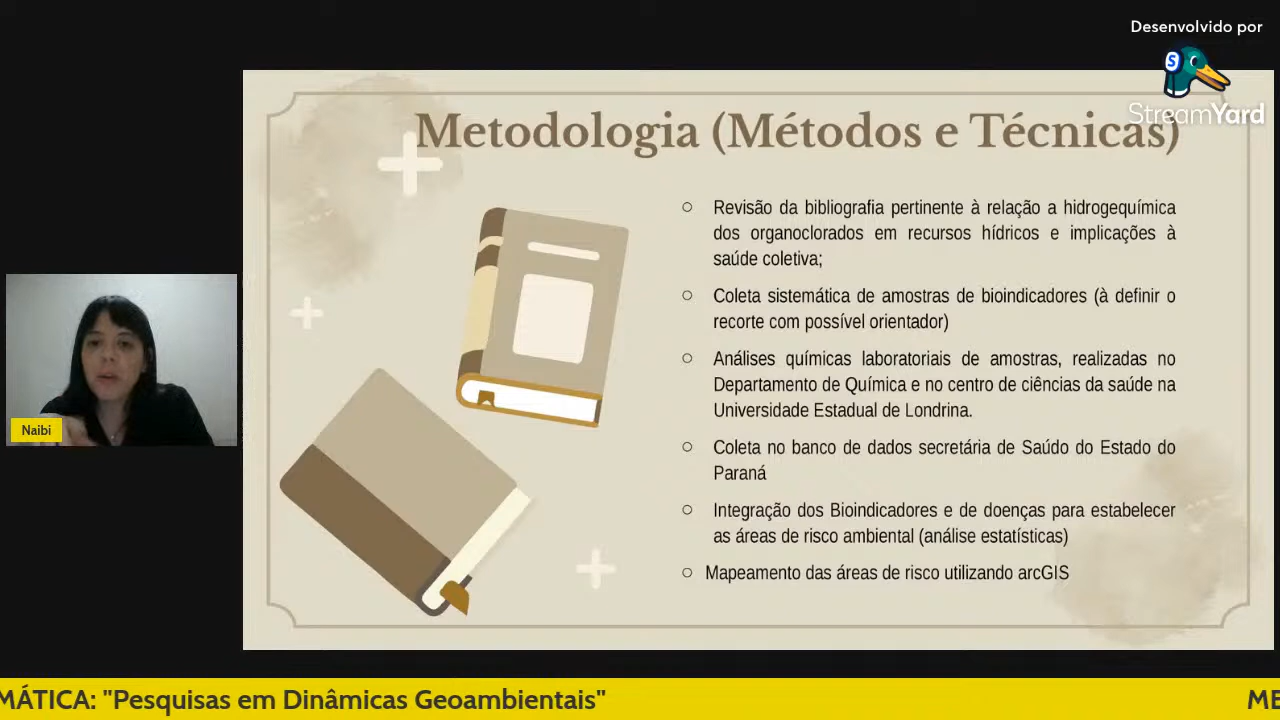 Desenvolvido por
StreamYard
Metodologia (Métodos e Técnicas)
○ Revisão da bibliografia pertinente à relação a hidrogequímica
dos organoclorados em recursos hídricos e implicações à
saúde coletiva;
○ Coleta sistemática de amostras de bioindicadores (à definir o
recorte com possível orientador)
○ Análises químicas laboratoriais de amostras, realizadas no
Departamento de Química e no centro de ciências da saúde na
Universidade Estadual de Londrina.
○ Coleta no banco de dados secretária de Saúdo do Estado do
Paraná
○ Integração dos Bioindicadores e de doenças para estabelecer
as áreas de risco ambiental (análise estatísticas)
○ Mapeamento das áreas de risco utilizando arcGIS
Naibi
MÁTICA: "Pesquisas em Dinâmicas Geoambientais"
ME